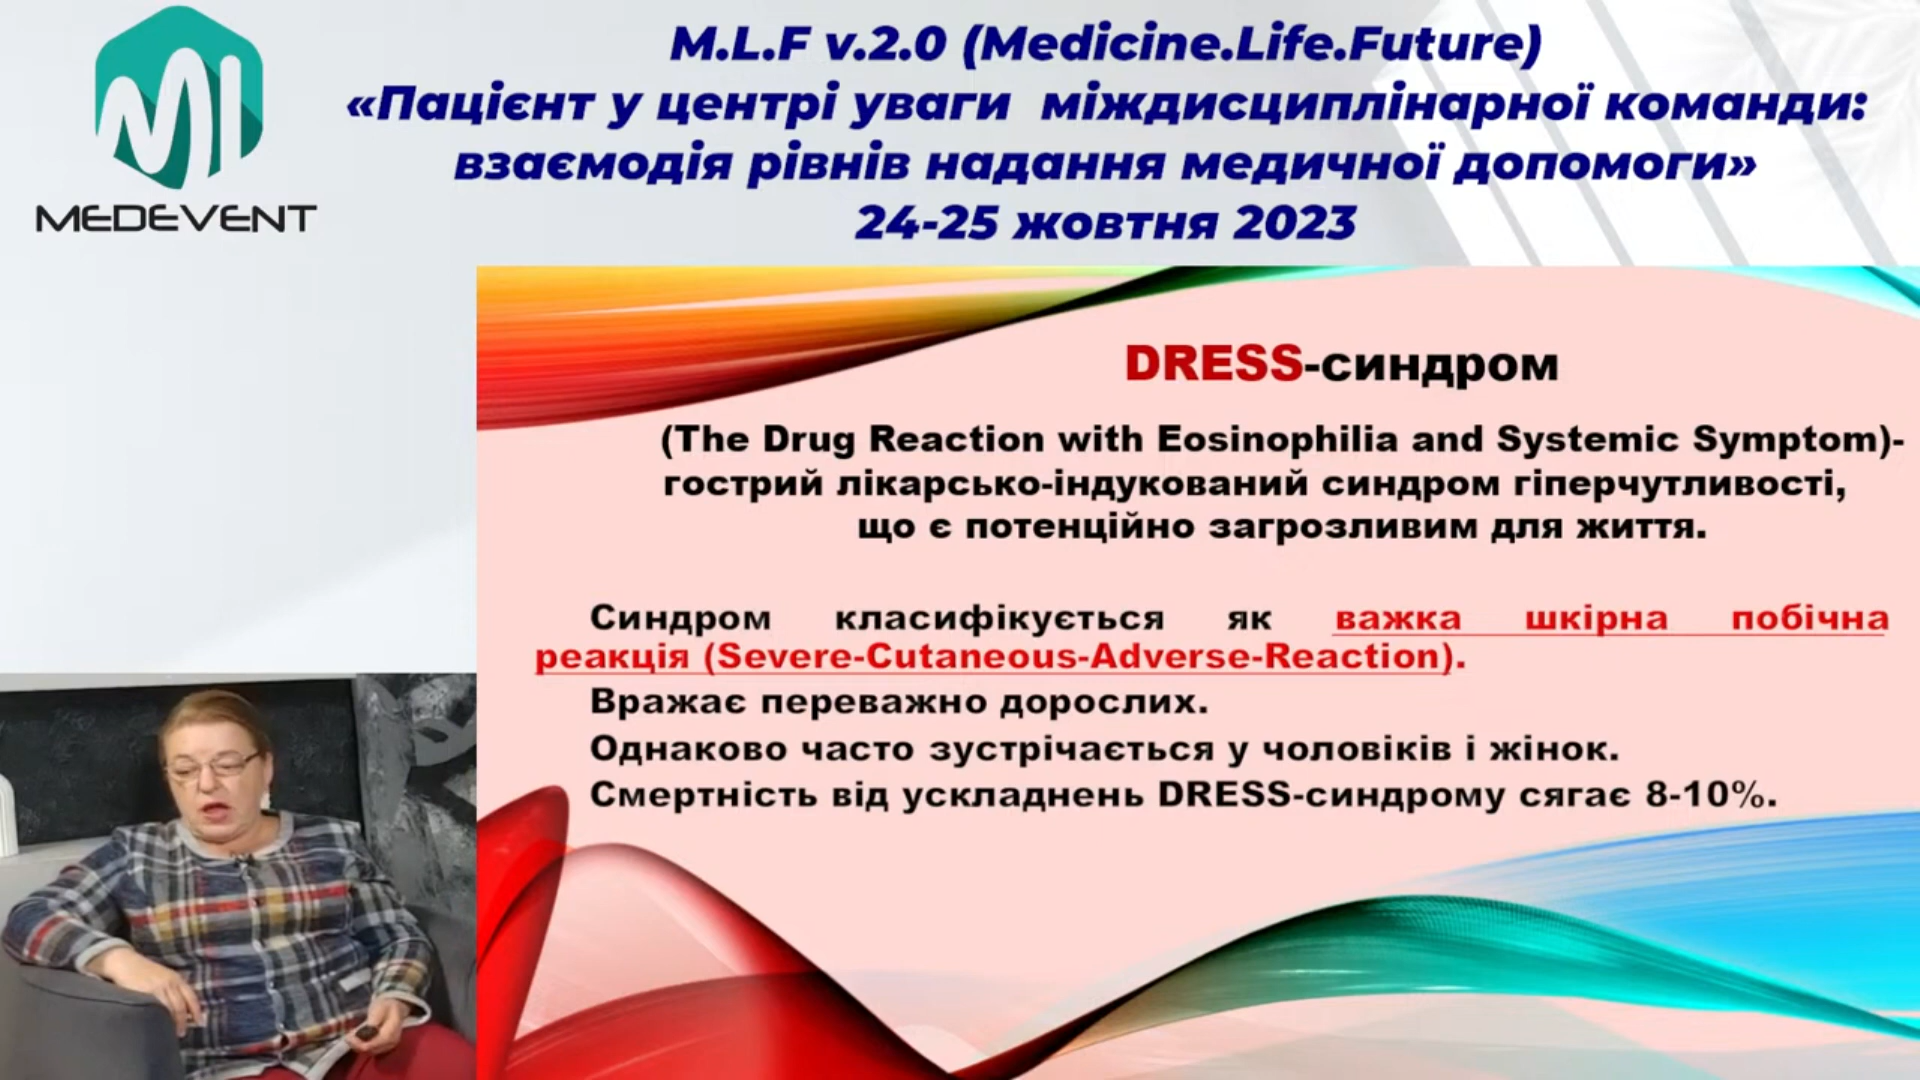 MEDEVENT
M.L.F v.2.0 (Medicine.Life.Future)
«Пацієнт у центрі уваги міждисциплінарної команди:
взаємодія рівнів надання медичної допомоги»
24-25 жовтня 2023
DRESS-синдром
(The Drug Reaction with Eosinophilia and Systemic Symptom)-
гострий лікарсько-індукований синдром гіперчутливості,
що є потенційно загрозливим для життя.
Синдром класифікується як важка шкірна побічна
реакція (Severe-Cutaneous-Adverse-Reaction).
Вражає переважно дорослих.
Однаково часто зустрічається у чоловіків і жінок.
Смертність від ускладнень DRESS-синдрому сягає 8-10%.